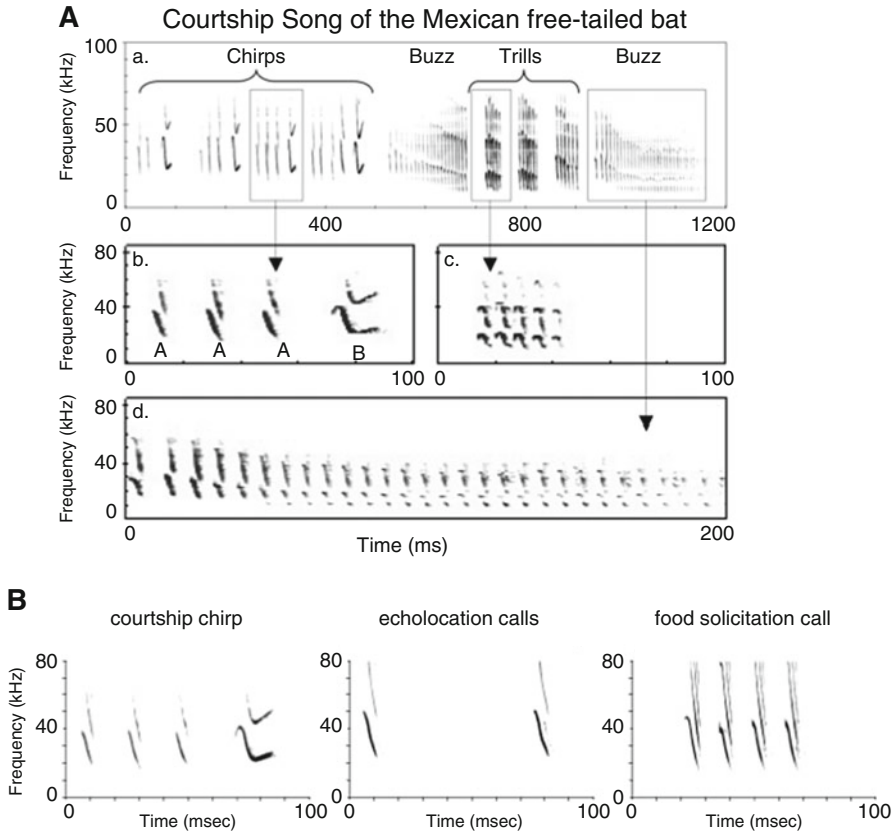 A Courtship Song of the Mexican free-tailed bat
Frequency (kHz)
100
50
0
a.
Chirps
Buzz
Trills
Buzz
0 400 800 1200
Frequency (kHz)
80
40
0
b.
A A A B
0 100
c.
0 100
Frequency (kHz)
80
40
0
d.
0 200
Time (ms)
B
courtship chirp
Frequency (kHz)
80
40
0
0 100
Time (msec)
echolocation calls
80
40
0
0 100
Time (msec)
food solicitation call
80
40
0
0 100
Time (msec)